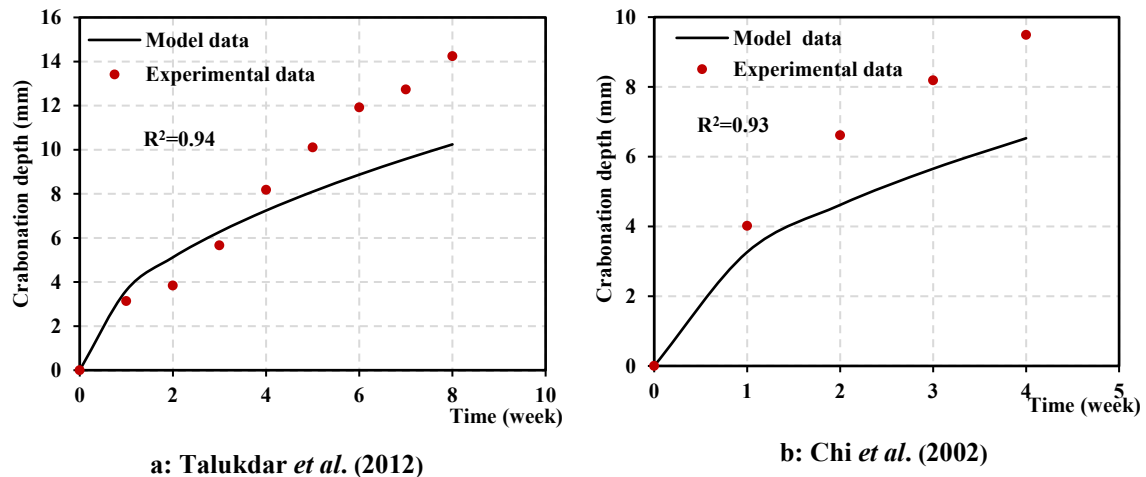 16
14
12
10
8
6
4
2
0
Crabonation depth (mm)
Model data
Experimental data
R²=0.94
0 2 4 6 8 10
Time (week)
a: Talukdar et al. (2012)
10
8
6
4
2
0
Crabonation depth (mm)
Model data
Experimental data
R²=0.93
0 1 2 3 4 5
Time (week)
b: Chi et al. (2002)